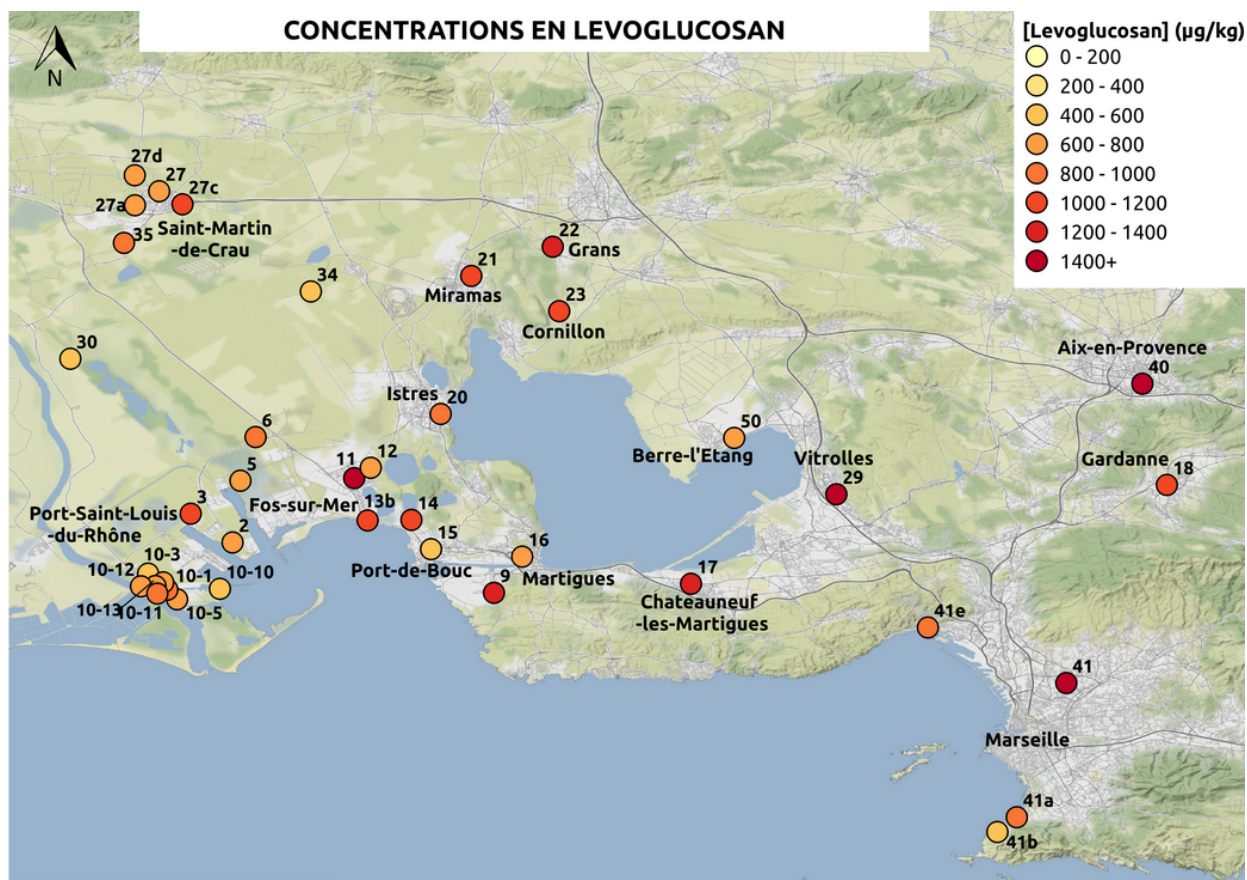 CONCENTRATIONS EN LEVOGLUCOSAN
N
[Levoglucosan] (µg/kg)
0 - 200
200 - 400
400 - 600
600 - 800
800 - 1000
1000 - 1200
1200 - 1400
1400+
27d
27
27c
27a
Saint-Martin
-de-Crau
35
34
22
Grans
21
Miramas
23
Cornillon
30
Aix-en-Provence
40
Istres
20
6
50
Berre-l'Etang
Vitrolles
29
Gardanne
18
12
11
5
Fos-sur-Mer
13b
14
3
Port-Saint-Louis
-du-Rhône
2
15
Port-de-Bouc
16
Martigues
10-3
10-12
10-1
10-10
10-13
10-11
10-5
9
17
Chateauneuf
-les-Martigues
41e
41
Marseille
41a
41b